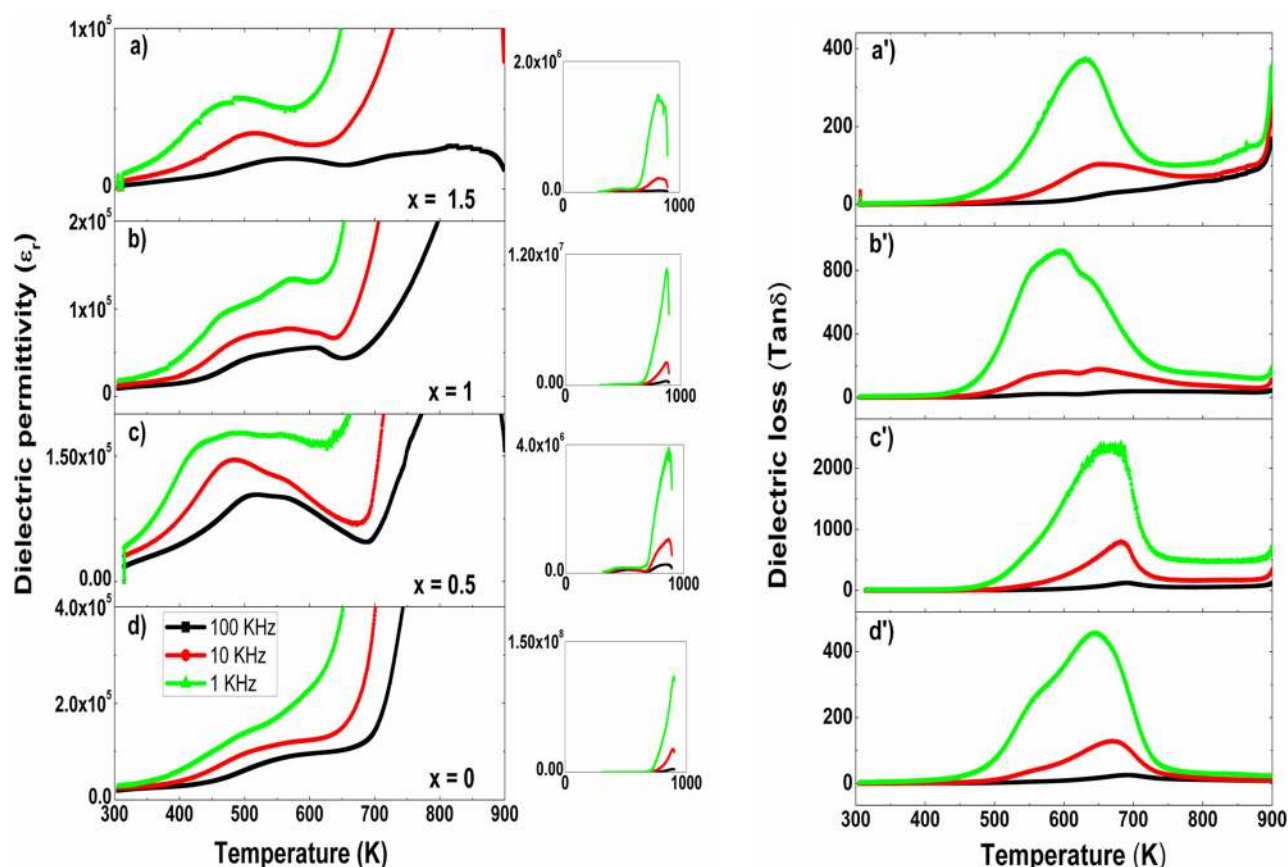 Dielectric permittivity (εr)
1x10^5
0
a)
x = 1.5
2.0x10^6
0.0
0
1000
2x10^5
1x10^5
0
b)
x = 1
1.20x10^7
0.00
0
1000
1.50x10^5
0.00
c)
x = 0.5
4.0x10^6
0.0
0
1000
4.0x10^5
2.0x10^5
0.0
d)
100 KHz
10 KHz
1 KHz
x = 0
1.50x10^8
0.00
0
1000
300 400 500 600 700 800 900
Temperature (K)
Dielectric loss (Tanδ)
400
200
0
a')
800
400
0
b')
2000
1000
0
c')
400
200
0
d')
300 400 500 600 700 800 900
Temperature (K)